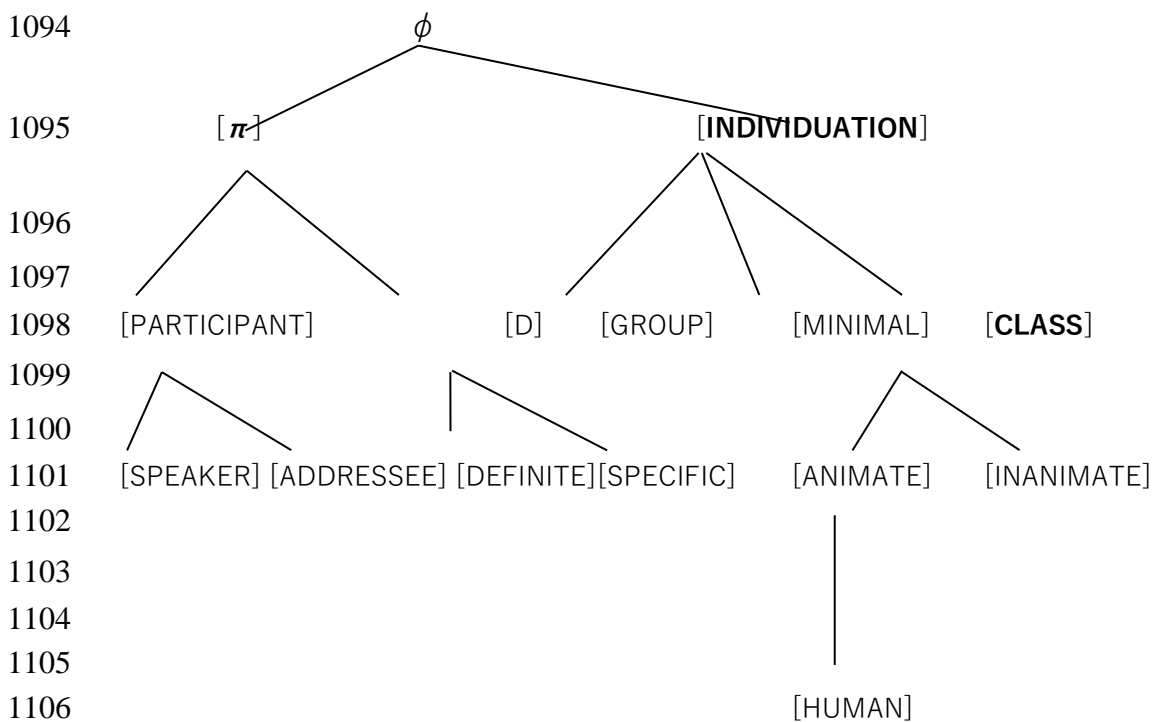 1094 ϕ
1095 [π] [INDIVIDUATION]
1096
1097
1098 [PARTICIPANT] [D] [GROUP] [MINIMAL] [CLASS]
1099
1100
1101 [SPEAKER] [ADDRESSEE] [DEFINITE][SPECIFIC] [ANIMATE] [INANIMATE]
1102
1103
1104
1105
1106 [HUMAN]